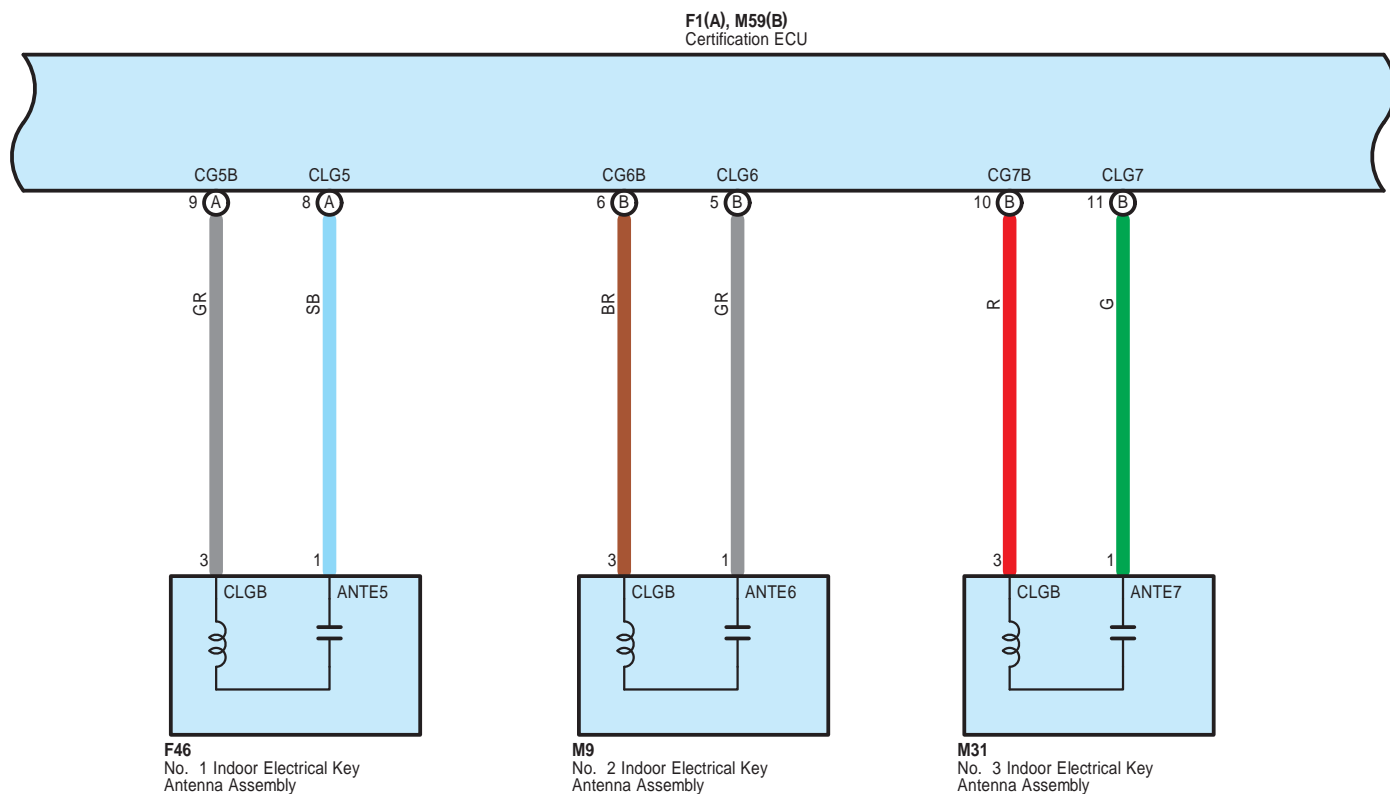 F1(A), M59(B)
Certification ECU
CG5B CLG5 CG6B CLG6 CG7B CLG7
9 A 8 A 6 B 5 B 10 B 11 B
GR SB BR GR R G
3 1 3 1 3 1
CLGB ANTE5 CLGB ANTE6 CLGB ANTE7
F46
No. 1 Indoor Electrical Key
Antenna Assembly
M9
No. 2 Indoor Electrical Key
Antenna Assembly
M31
No. 3 Indoor Electrical Key
Antenna Assembly